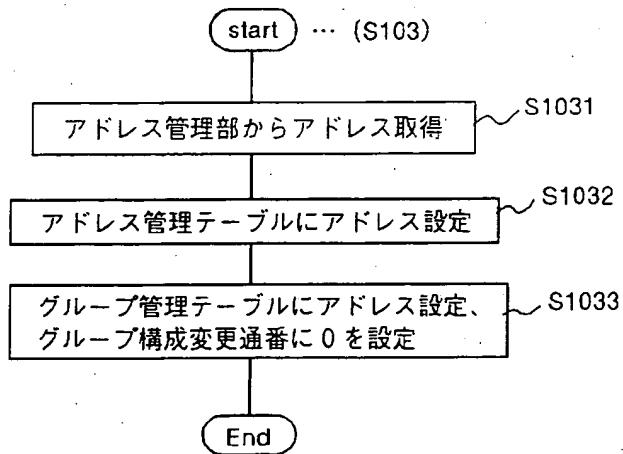 start … (S103)
アドレス管理部からアドレス取得
S1031
アドレス管理テーブルにアドレス設定
S1032
グループ管理テーブルにアドレス設定、
グループ構成変更通番に0を設定
S1033
End